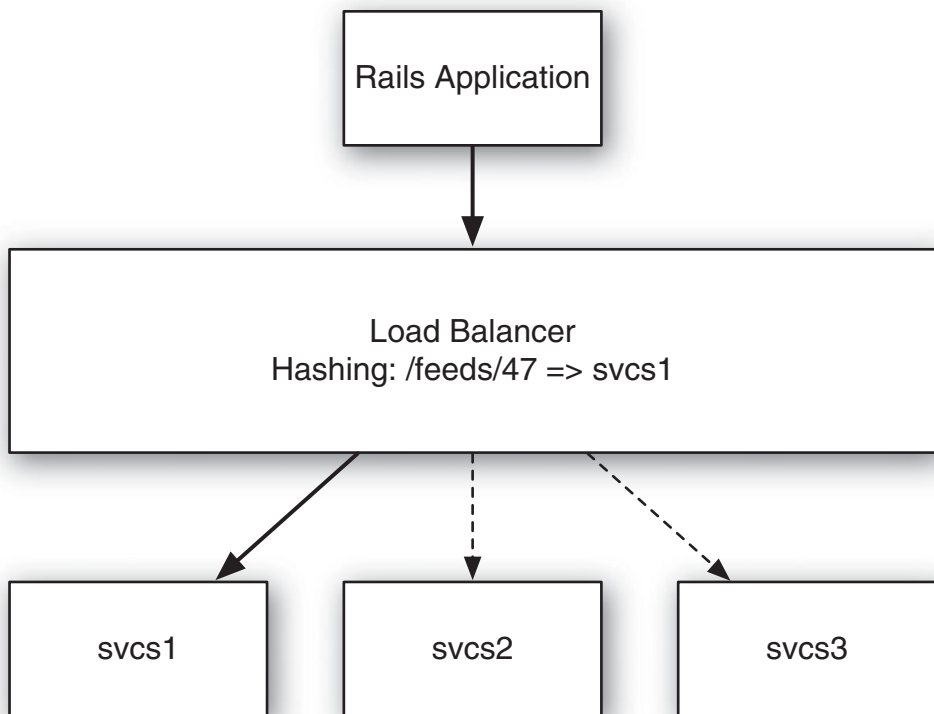 Rails Application
Load Balancer
Hashing: /feeds/47 => svcs1
svcs1
svcs2
svcs3